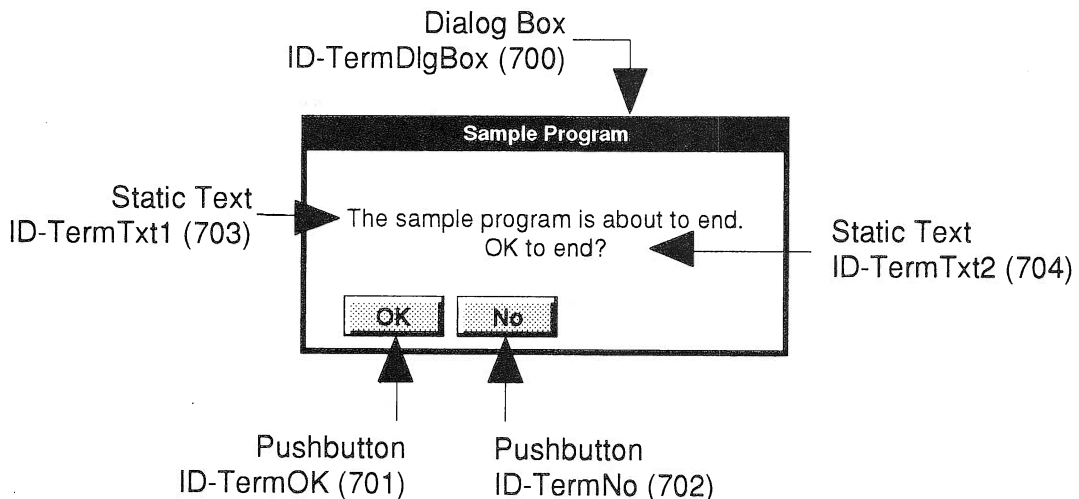 Dialog Box
ID-TermDlgBox (700)
Sample Program
Static Text
ID-TermTxt1 (703)
The sample program is about to end.
OK to end?
Static Text
ID-TermTxt2 (704)
OK
No
Pushbutton
ID-TermOK (701)
Pushbutton
ID-TermNo (702)